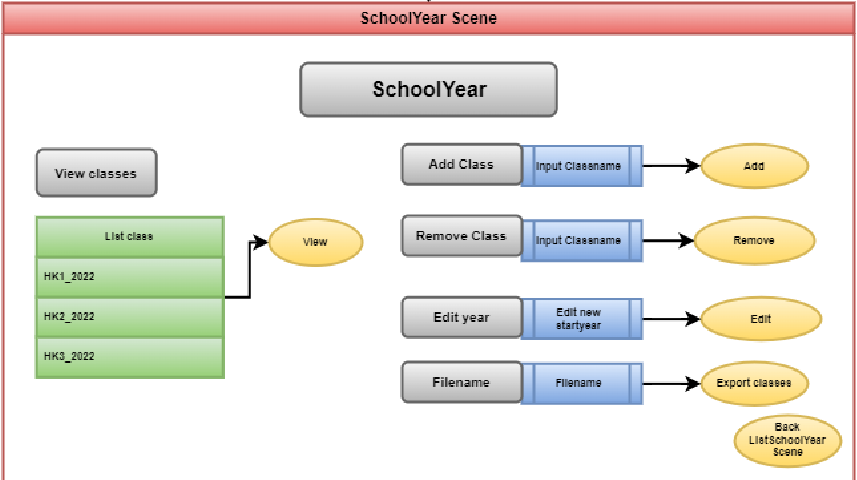 SchoolYear Scene
SchoolYear
View classes
List class
HK1_2022
HK2_2022
HK3_2022
View
Add Class
Input Classname
Add
Remove Class
Input Classname
Remove
Edit year
Edit new
startyear
Edit
Filename
Filename
Export classes
Back
ListSchoolYear
Scene